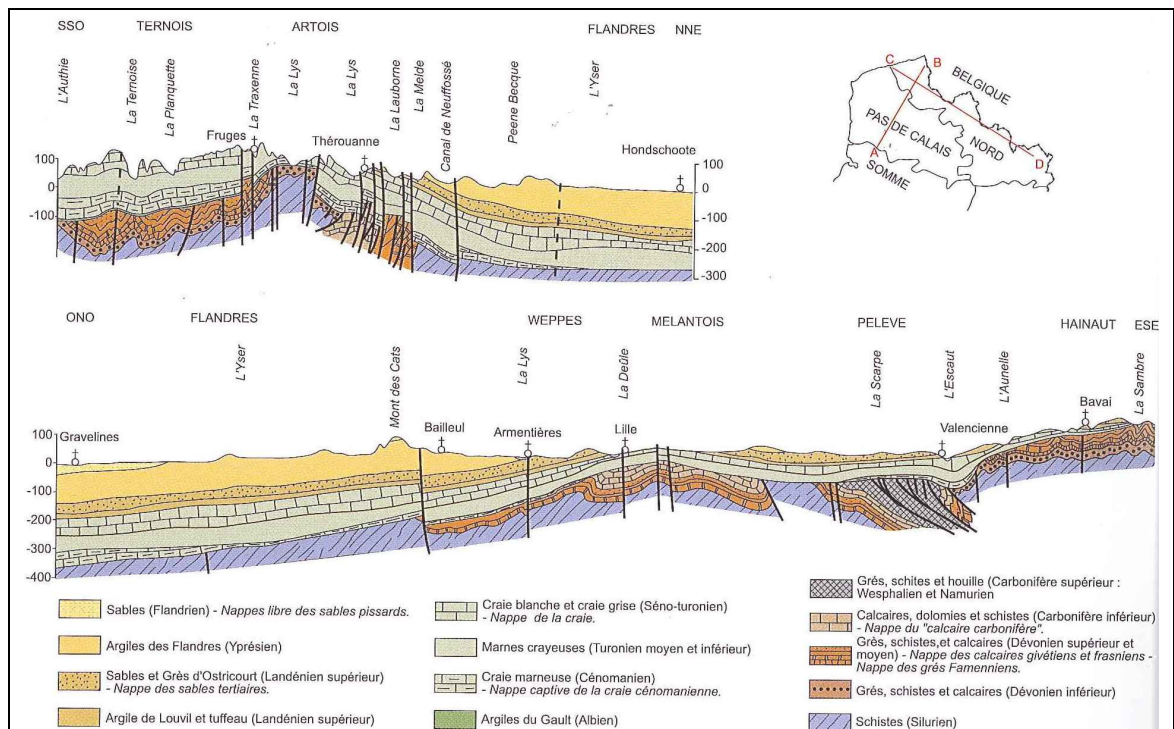 SSO TERNOIS ARTOIS FLANDRES NNE
L'Authie
La Ternoise
La Planquette
La Traxenne
La Lys
La Lys
La Lauborne
La Melde
Canal de Neuffossé
Peene Becque
L'Yser
Fruges
Thérouanne
Hondschoote
100
0
-100
100
0
-100
-200
-300
C
B
BELGIQUE
PAS DE CALAIS
NORD
A
D
SOMME
ONO FLANDRES WEPPES MELANTOIS PELEVE HAINAUT ESE
L'Yser
Mont des Cats
La Lys
La Deûle
La Scarpe
L'Escaut
L'Aunelle
La Sambre
Gravelines
Bailleul
Armentières
Lille
Valencienne
Bavai
100
0
-100
-200
-300
-400
Sables (Flandrien) - Nappes libre des sables pissards.
Argiles des Flandres (Yprésien)
Sables et Grès d'Ostricourt (Landénien supérieur)
- Nappe des sables tertiaires.
Argile de Louvil et tuffeau (Landénien supérieur)
Craie blanche et craie grise (Séno-turonien)
- Nappe de la craie.
Marnes crayeuses (Turonien moyen et inférieur)
Craie marneuse (Cénomanien)
- Nappe captive de la craie cénomanienne.
Argiles du Gault (Albien)
Grés, schites et houille (Carbonifère supérieur :
Wesphalien et Namurien
Calcaires, dolomies et schistes (Carbonifère inférieur)
- Nappe du "calcaire carbonifère".
Grés, schistes,et calcaires (Dévonien supérieur et
moyen) - Nappe des calcaires givétiens et frasniens -
Nappe des grés Famenniens.
Grés, schistes et calcaires (Dévonien inférieur)
Schistes (Silurien)